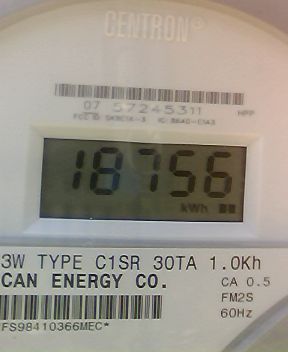 CENTRON®
07 57245311 HPP
18756
kWh
3W TYPE C1SR 30TA 1.0Kh
CAN ENERGY CO. CA 0.5
FM2S
60Hz
*FS98410366MEC*